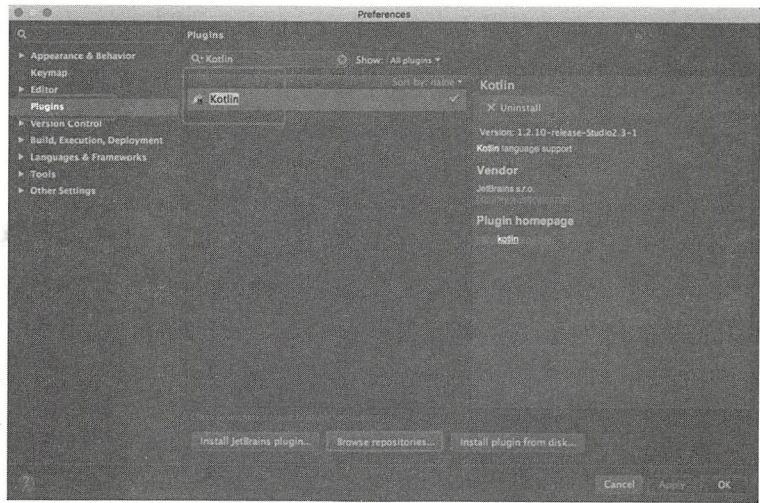 Preferences
Plugins
Appearance & Behavior
Keymap
Editor
Plugins
Version Control
Build, Execution, Deployment
Languages & Frameworks
Tools
Other Settings
Kotlin
Show: All plugins
Sort by: name
Kotlin
Kotlin
Uninstall
Version: 1.2.10-release-Studio2.3-1
Kotlin language support
Vendor
JetBrains s.r.o.
Plugin homepage
kotlin
Install JetBrains plugin...
Browse repositories...
Install plugin from disk...
?
Cancel
Apply
OK